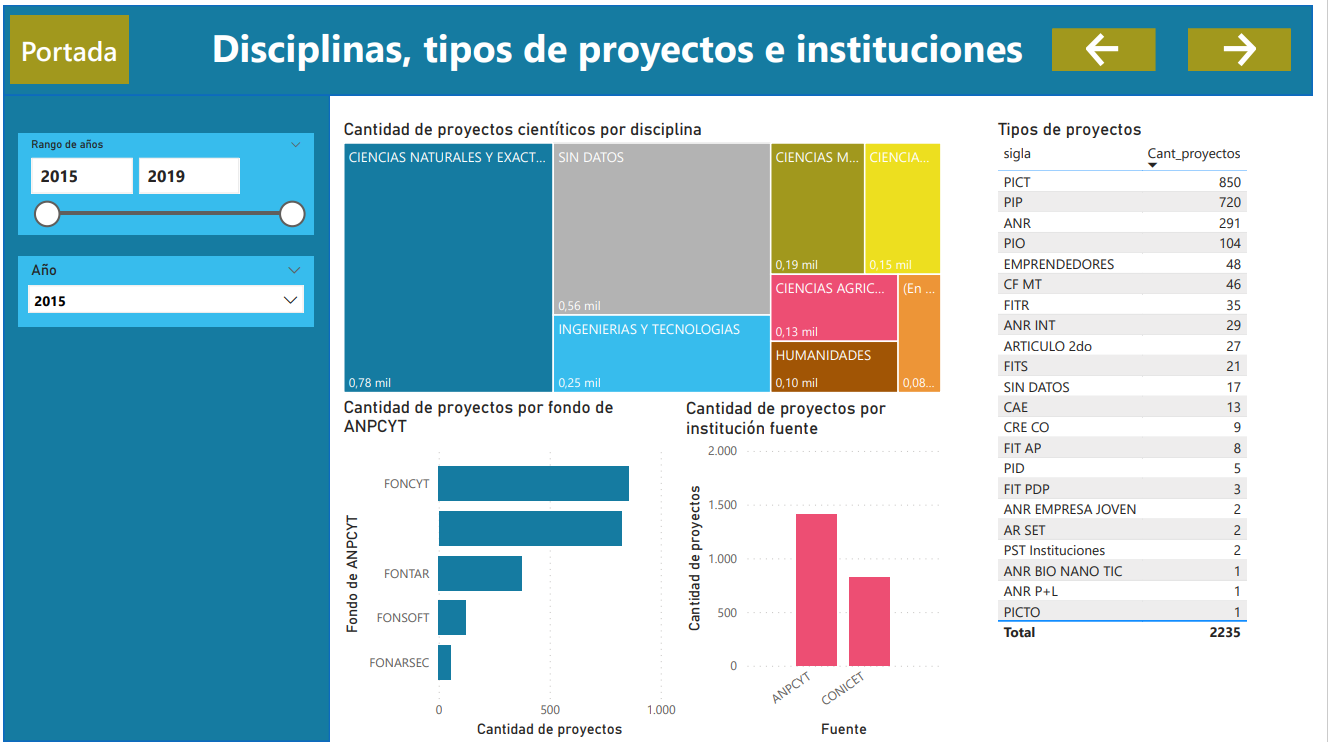 Portada
Disciplinas, tipos de proyectos e instituciones
Rango de años
2015
2019
Año
2015
Cantidad de proyectos científicos por disciplina
CIENCIAS NATURALES Y EXACT...
0,78 mil
SIN DATOS
0,56 mil
INGENIERIAS Y TECNOLOGIAS
0,25 mil
CIENCIAS M...
0,19 mil
CIENCIA...
0,15 mil
CIENCIAS AGRIC...
0,13 mil
HUMANIDADES
0,10 mil
(En ...
0,08...
Cantidad de proyectos por fondo de
ANPCYT
Fondo de ANPCYT
FONCYT
FONTAR
FONSOFT
FONARSEC
0
500
1.000
Cantidad de proyectos
Cantidad de proyectos por
institución fuente
Cantidad de proyectos
2.000
1.500
1.000
500
0
ANPCYT
CONICET
Fuente
Tipos de proyectos
sigla Cant_proyectos
PICT 850
PIP 720
ANR 291
PIO 104
EMPRENDEDORES 48
CF MT 46
FITR 35
ANR INT 29
ARTICULO 2do 27
FITS 21
SIN DATOS 17
CAE 13
CRE CO 9
FIT AP 8
PID 5
FIT PDP 3
ANR EMPRESA JOVEN 2
AR SET 2
PST Instituciones 2
ANR BIO NANO TIC 1
ANR P+L 1
PICTO 1
Total 2235